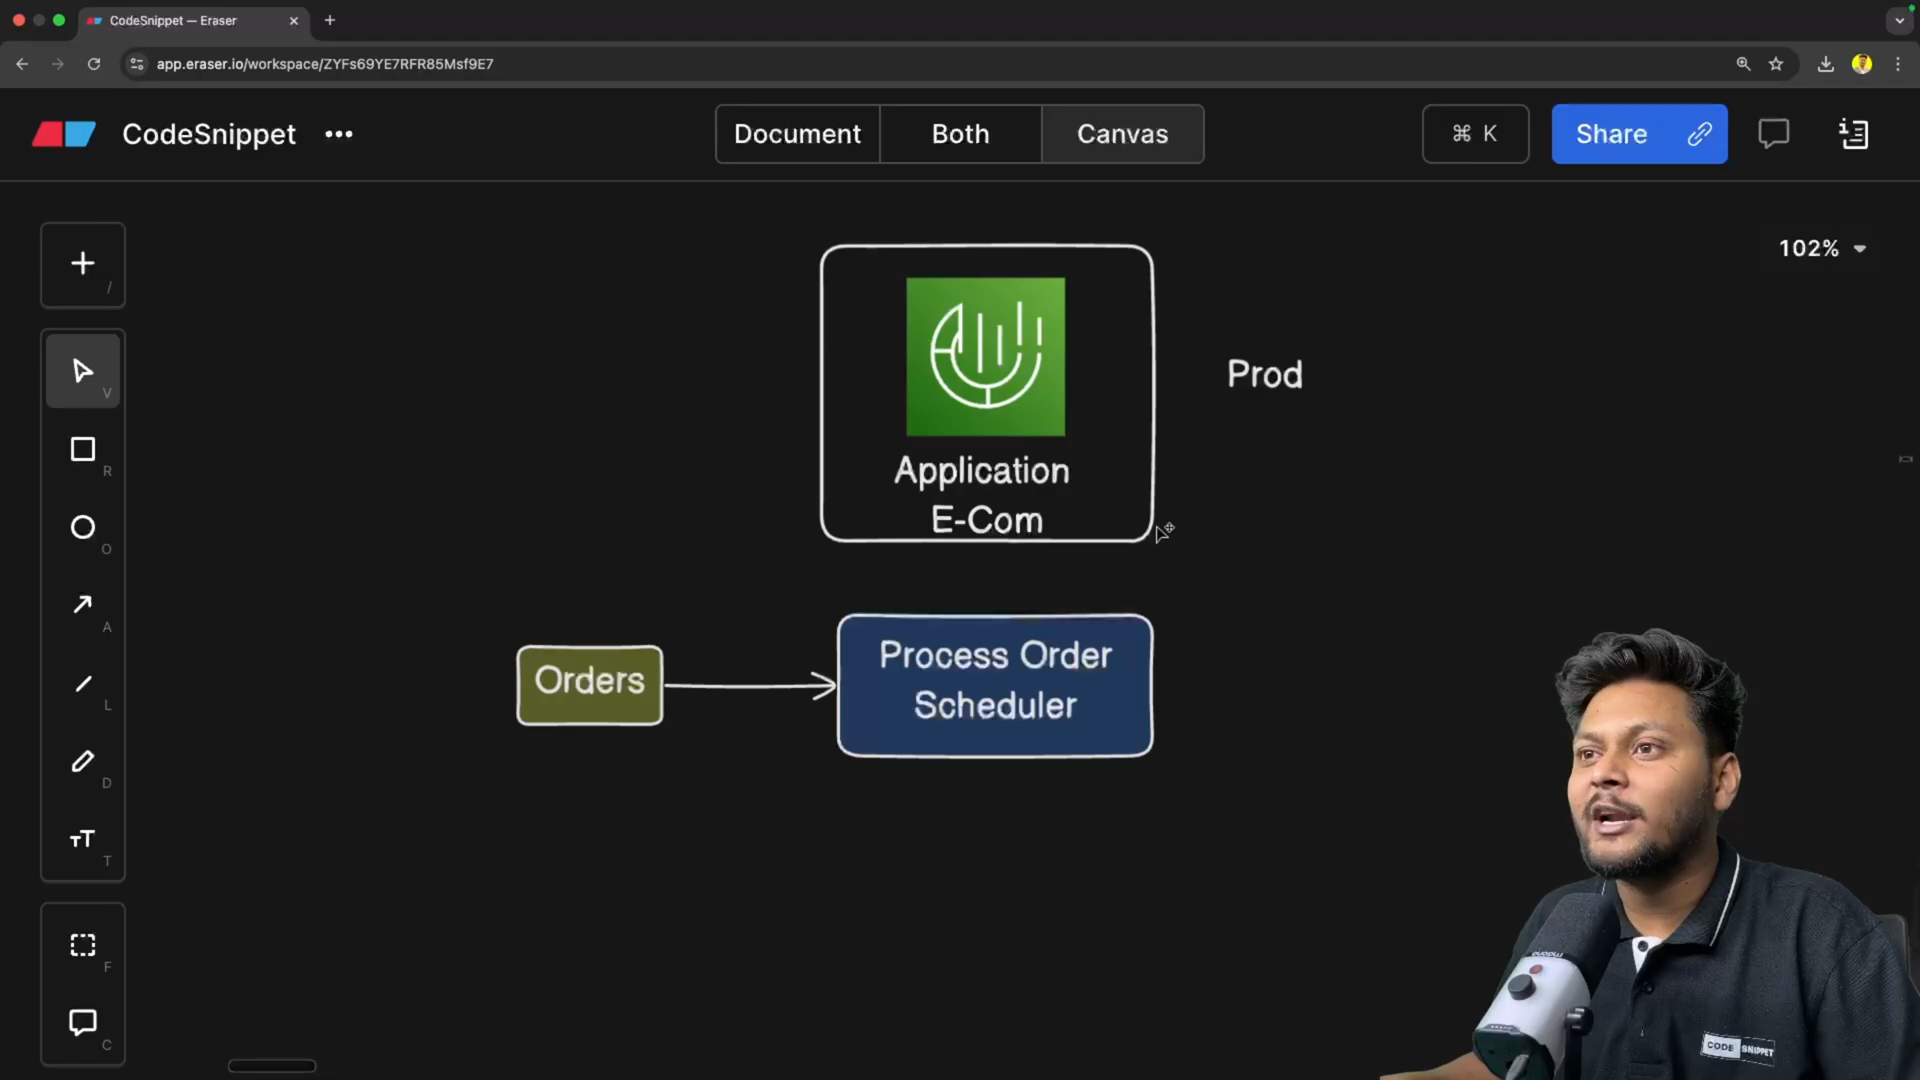 CodeSnippet — Eraser
app.eraser.io/workspace/ZYFs69YE7RFR85Msf9E7
CodeSnippet
Document
Both
Canvas
⌘ K
Share
102%
/
V
R
O
A
L
D
T
F
C
Application
E-Com
Prod
Orders
Process Order
Scheduler
CODE SNIPPET